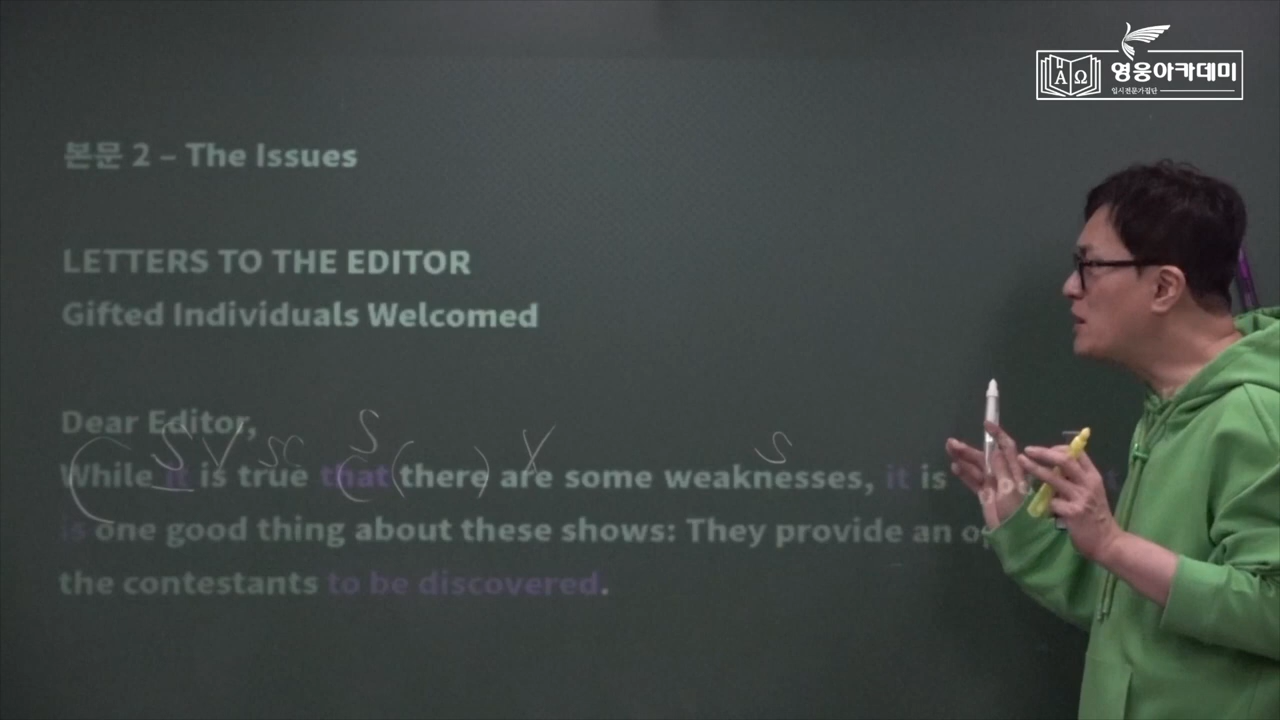 영웅아카데미
입시전문가집단
본문 2 – The Issues
LETTERS TO THE EDITOR
Gifted Individuals Welcomed
Dear Editor,
S V SC S V S
While it is true that there are some weaknesses, it is
is one good thing about these shows: They provide an
the contestants to be discovered.